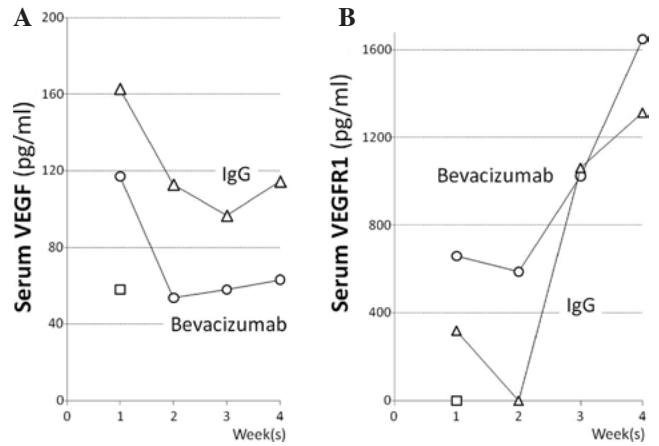 A
Serum VEGF (pg/ml)
200
160
120
80
40
0
IgG
Bevacizumab
0 1 2 3 4
Week(s)
B
Serum VEGFR1 (pg/ml)
1600
1200
800
400
0
Bevacizumab
IgG
0 1 2 3 4
Week(s)